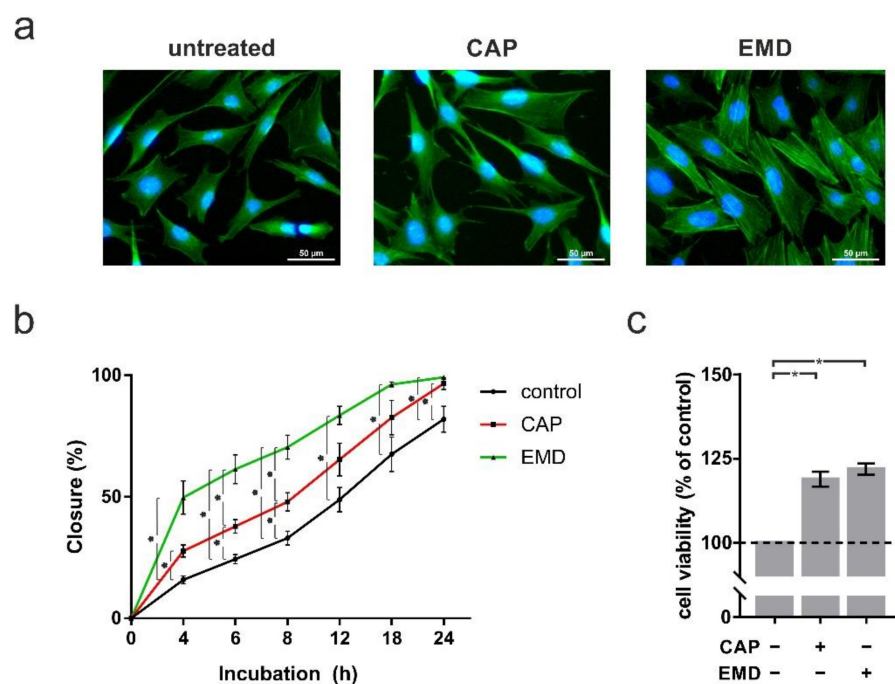 a
untreated
CAP
EMD
50 µm
50 µm
50 µm
b
100
50
0
Closure (%)
0 4 6 8 12 18 24
Incubation (h)
control
CAP
EMD
* * * * * * * * * * * * *
c
cell viability (% of control)
150
125
100
0
*
*
CAP – + –
EMD – – +